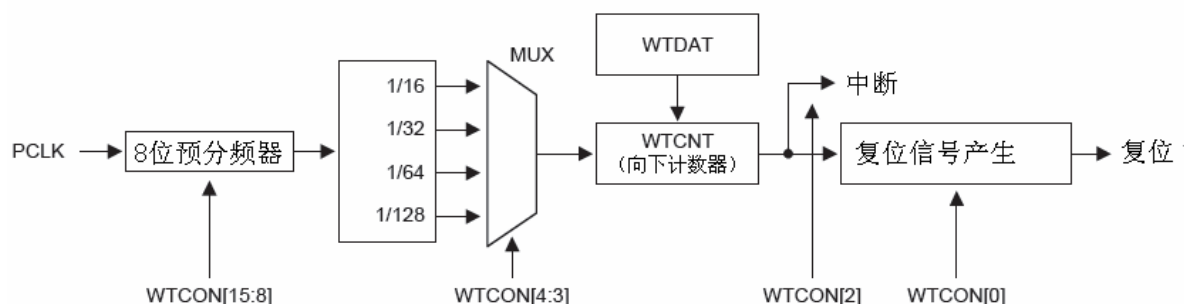 WTDAT
MUX
1/16
中断
1/32
WTCNT
PCLK
8位预分频器
(向下计数器)
复位信号产生
复位
1/64
1/128
WTCON[15:8]
WTCON[4:3]
WTCON[2]
WTCON[0]